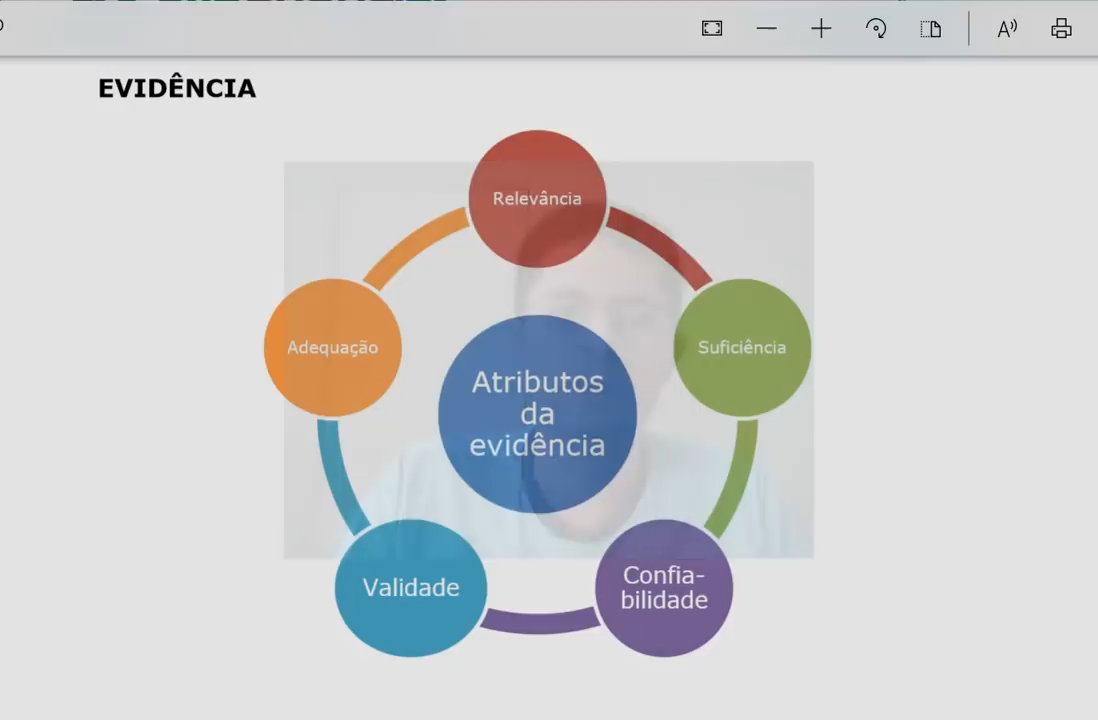 EVIDÊNCIA
Relevância
Adequação
Suficiência
Atributos
da
evidência
Validade
Confia-
bilidade